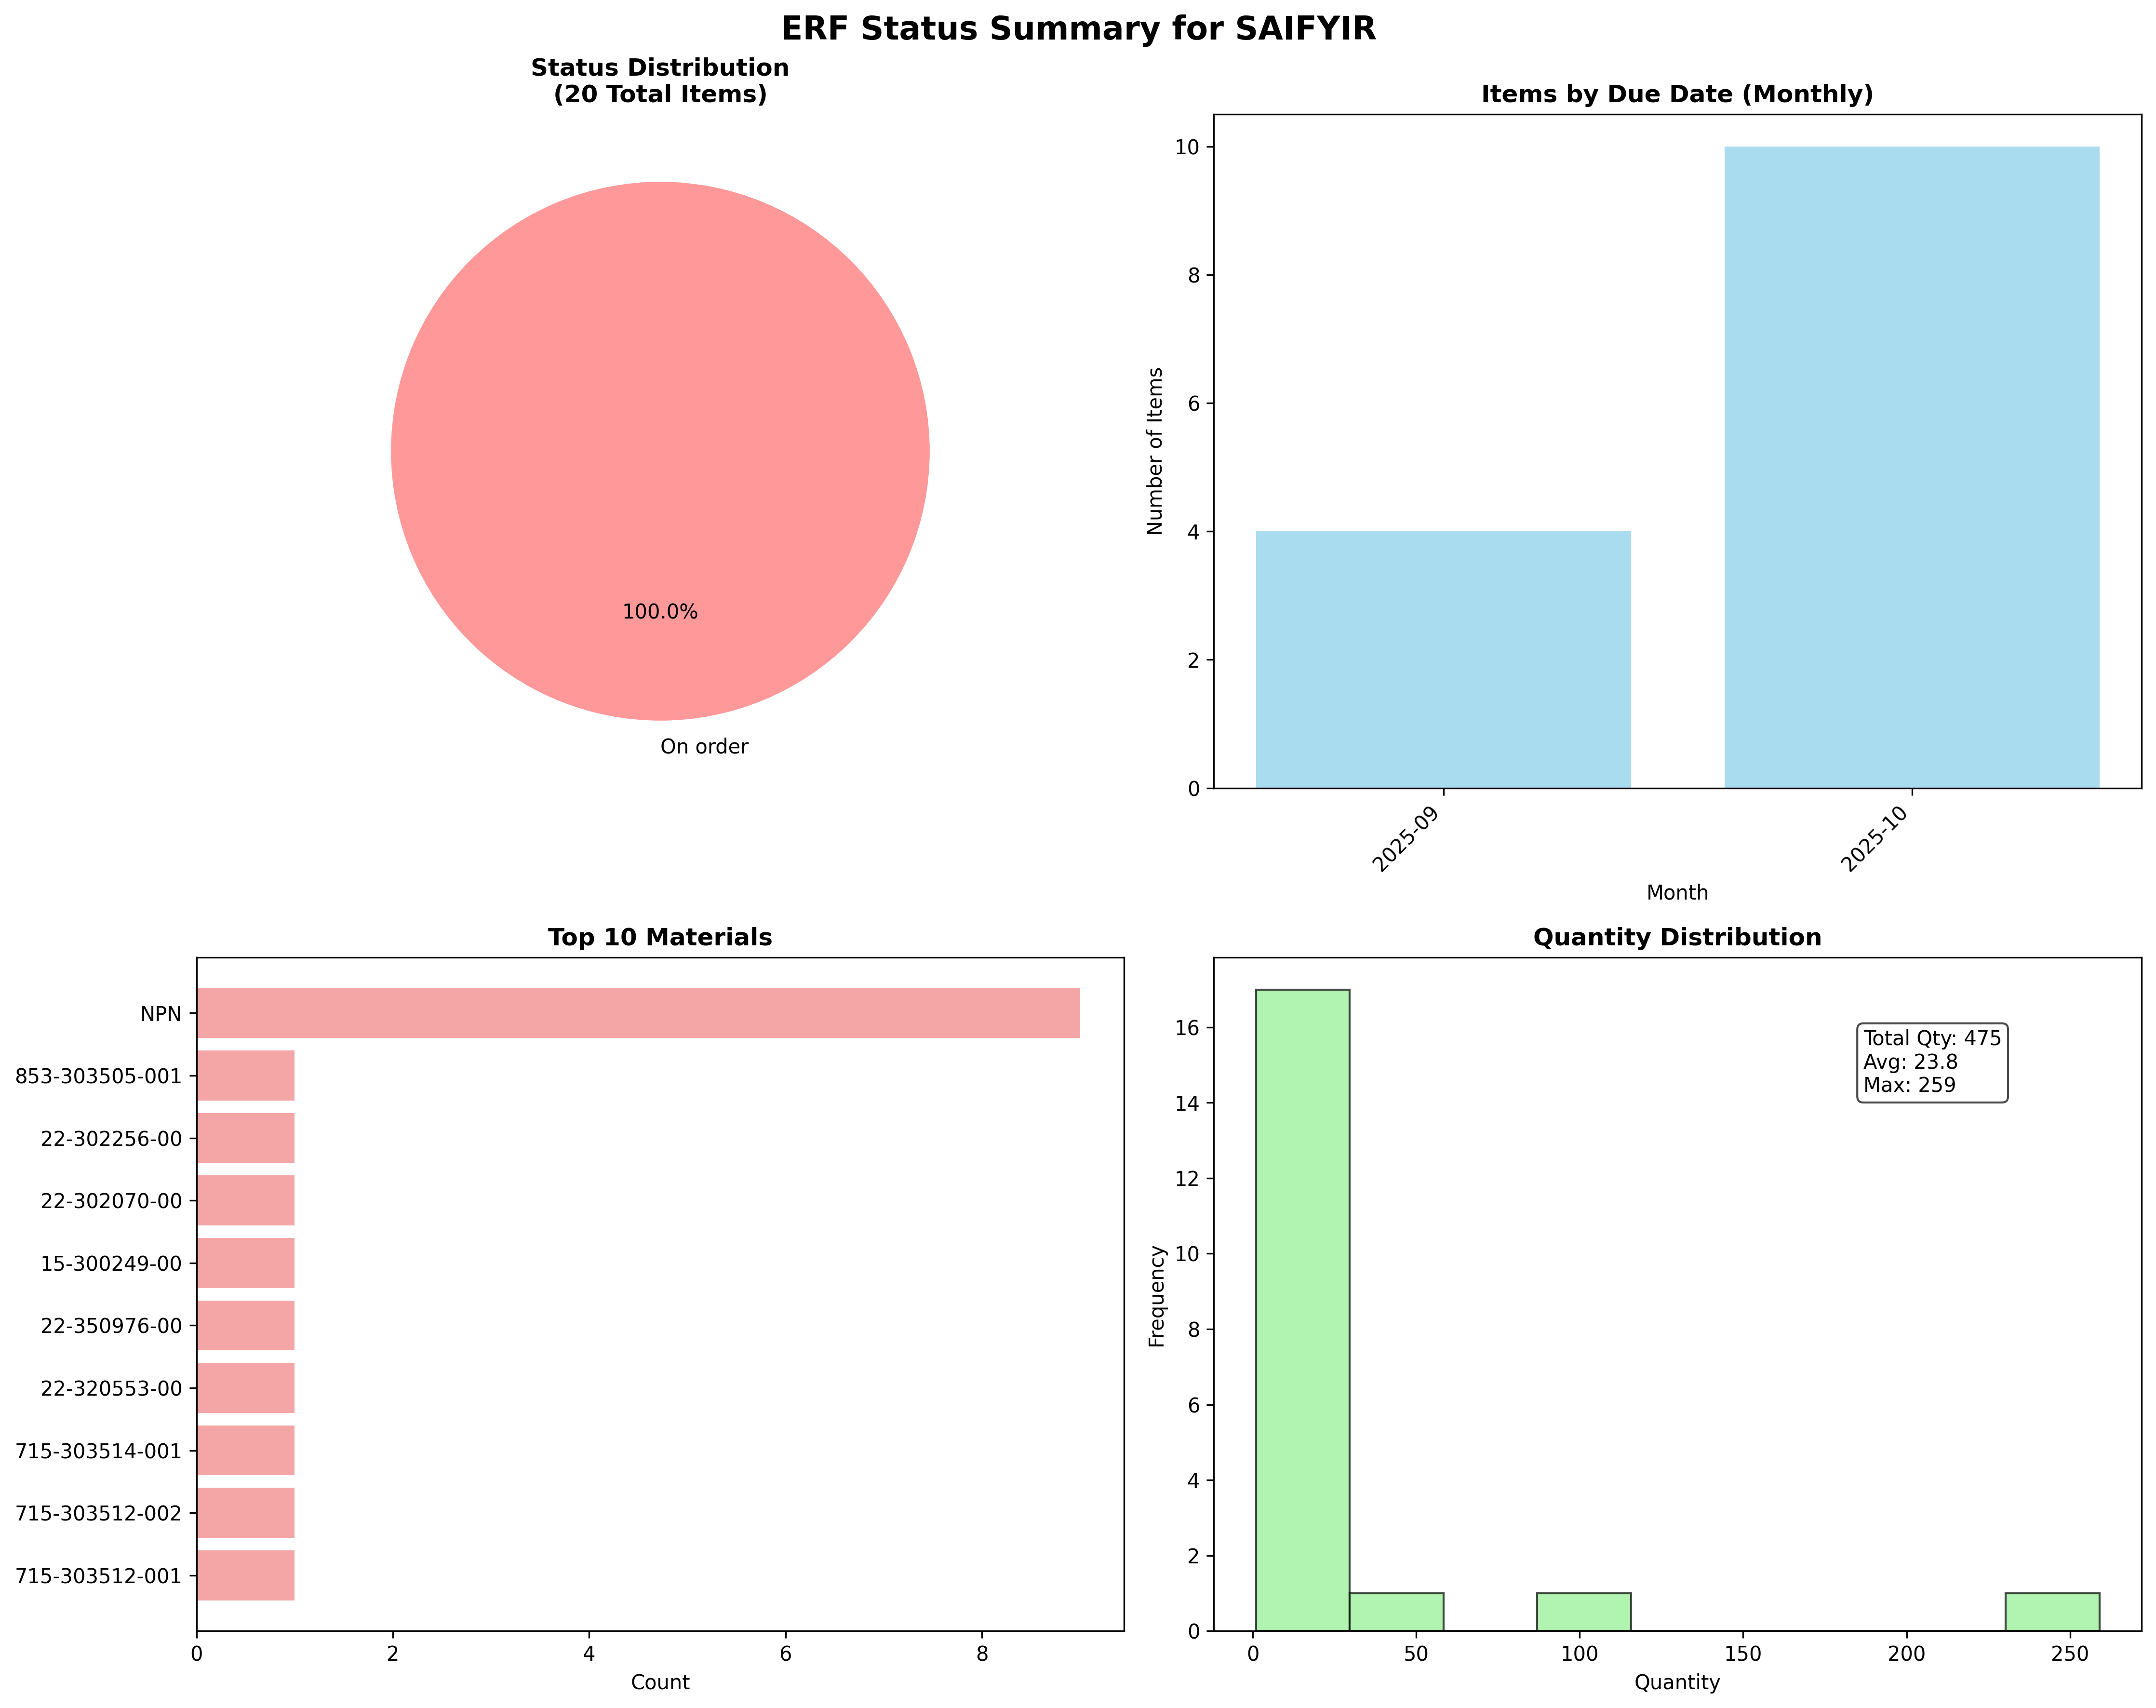 ERF Status Summary for SAIFYIR
Status Distribution
(20 Total Items)
100.0%
On order
Items by Due Date (Monthly)
Number of Items
10
8
6
4
2
0
2025-09
2025-10
Month
Top 10 Materials
NPN
853-303505-001
22-302256-00
22-302070-00
15-300249-00
22-350976-00
22-320553-00
715-303514-001
715-303512-002
715-303512-001
0 2 4 6 8
Count
Quantity Distribution
Total Qty: 475
Avg: 23.8
Max: 259
Frequency
16
14
12
10
8
6
4
2
0
0 50 100 150 200 250
Quantity